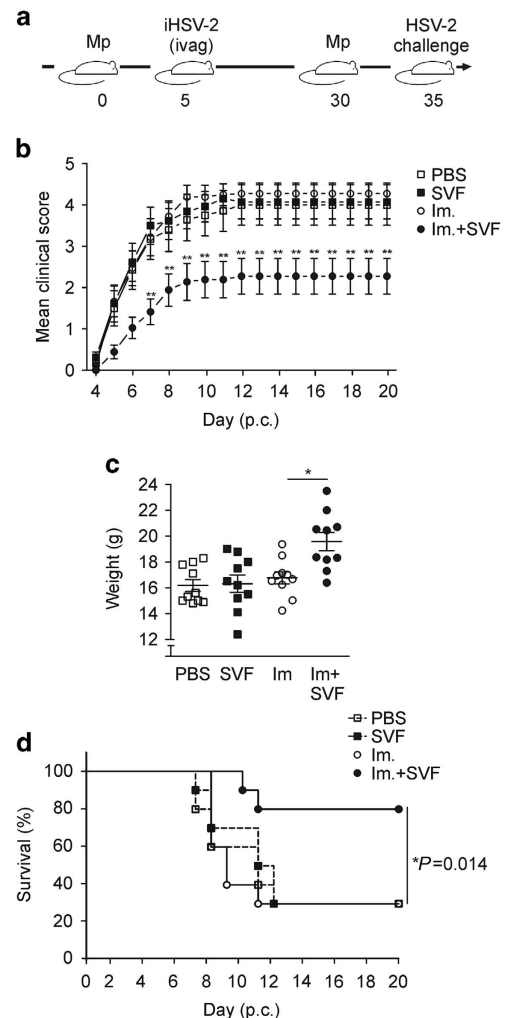 a
Mp
iHSV-2
(ivag)
Mp
HSV-2
challenge
0
5
30
35
b
5
4
3
2
1
0
Mean clinical score
PBS
SVF
Im.
Im.+SVF
** ** ** ** ** ** ** ** ** ** ** ** ** **
4 6 8 10 12 14 16 18 20
Day (p.c.)
c
24
22
20
18
16
14
12
Weight (g)
*
PBS SVF Im Im+
SVF
d
PBS
SVF
Im.
Im.+SVF
100
80
60
40
20
0
Survival (%)
*P=0.014
0 2 4 6 8 10 12 14 16 18 20
Day (p.c.)